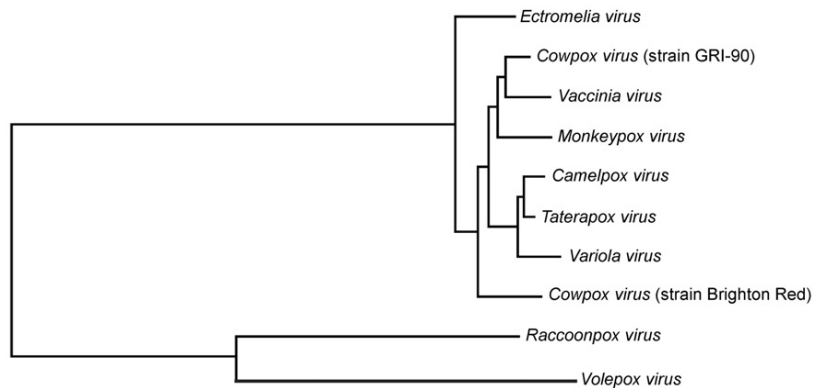 Ectromelia virus
Cowpox virus (strain GRI-90)
Vaccinia virus
Monkeypox virus
Camelpox virus
Taterapox virus
Variola virus
Cowpox virus (strain Brighton Red)
Raccoonpox virus
Volepox virus